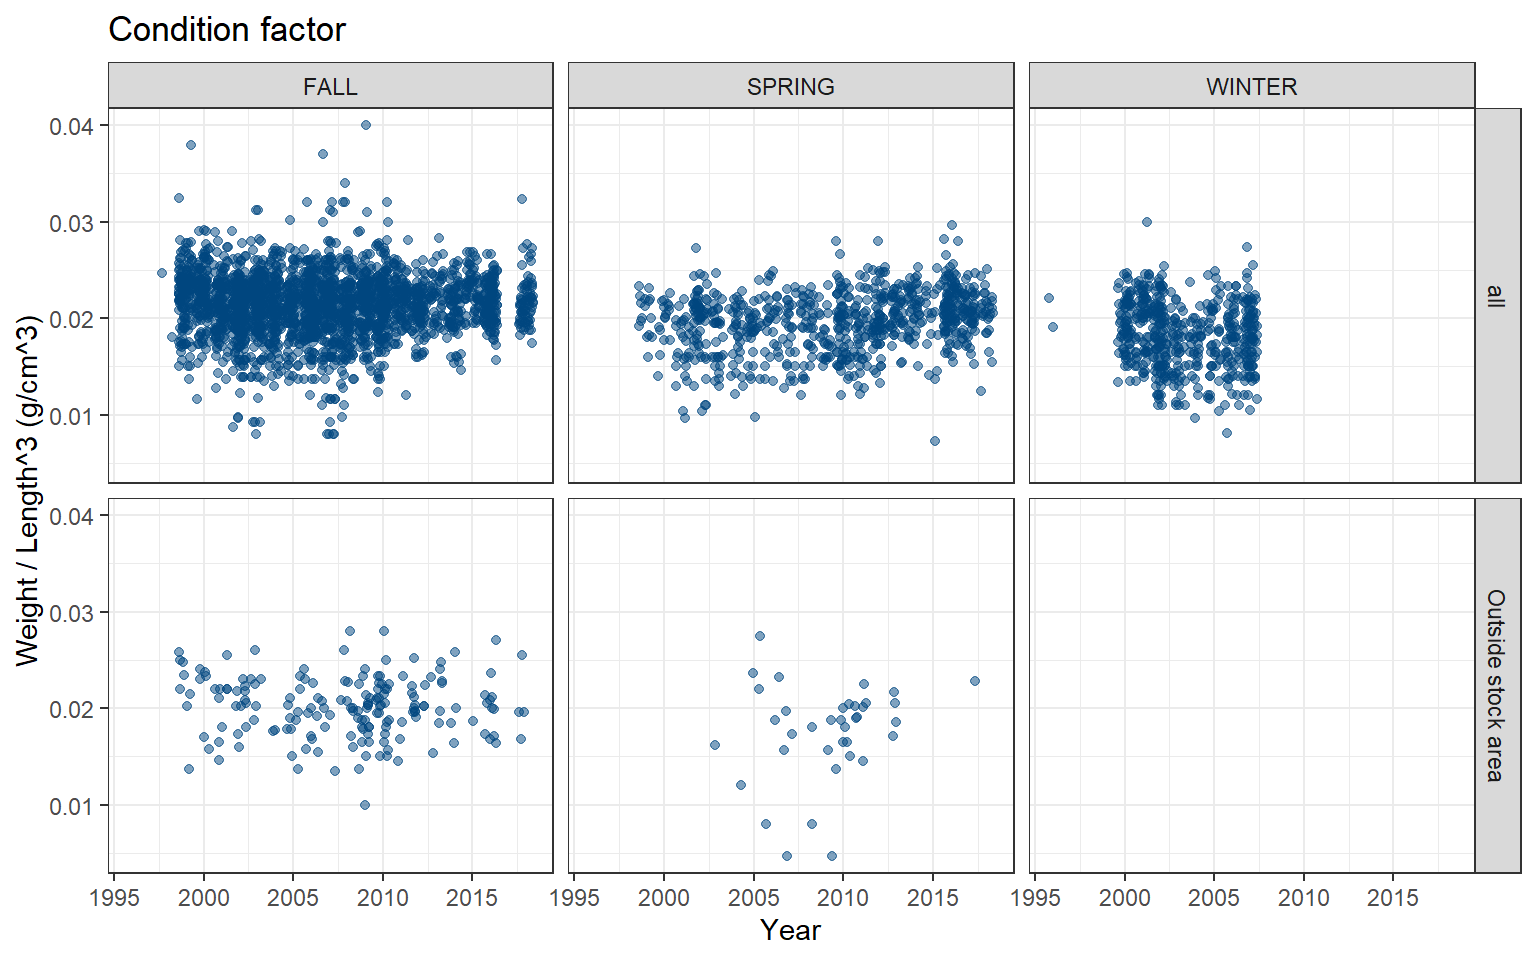 Condition factor
FALL
SPRING
WINTER
0.04
0.03
0.02
0.01
all
0.04
0.03
0.02
0.01
Outside stock area
Weight / Length^3 (g/cm^3)
1995 2000 2005 2010 2015
1995 2000 2005 2010 2015
1995 2000 2005 2010 2015
Year